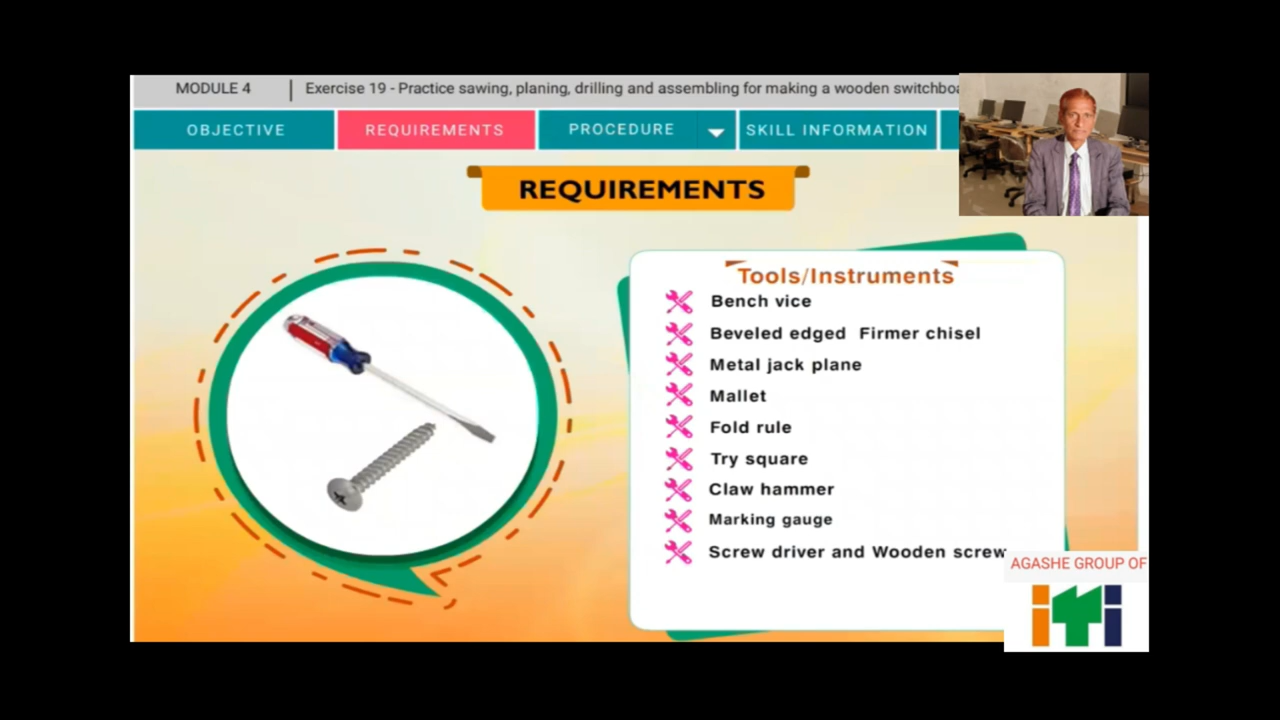 MODULE 4
Exercise 19 - Practice sawing, planing, drilling and assembling for making a wooden
OBJECTIVE
REQUIREMENTS
PROCEDURE
SKILL INFORMATION
REQUIREMENTS
Tools/Instruments
Bench vice
Beveled edged Firmer chisel
Metal jack plane
Mallet
Fold rule
Try square
Claw hammer
Marking gauge
Screw driver and Wooden screw
AGASHE GROUP OF
iTi